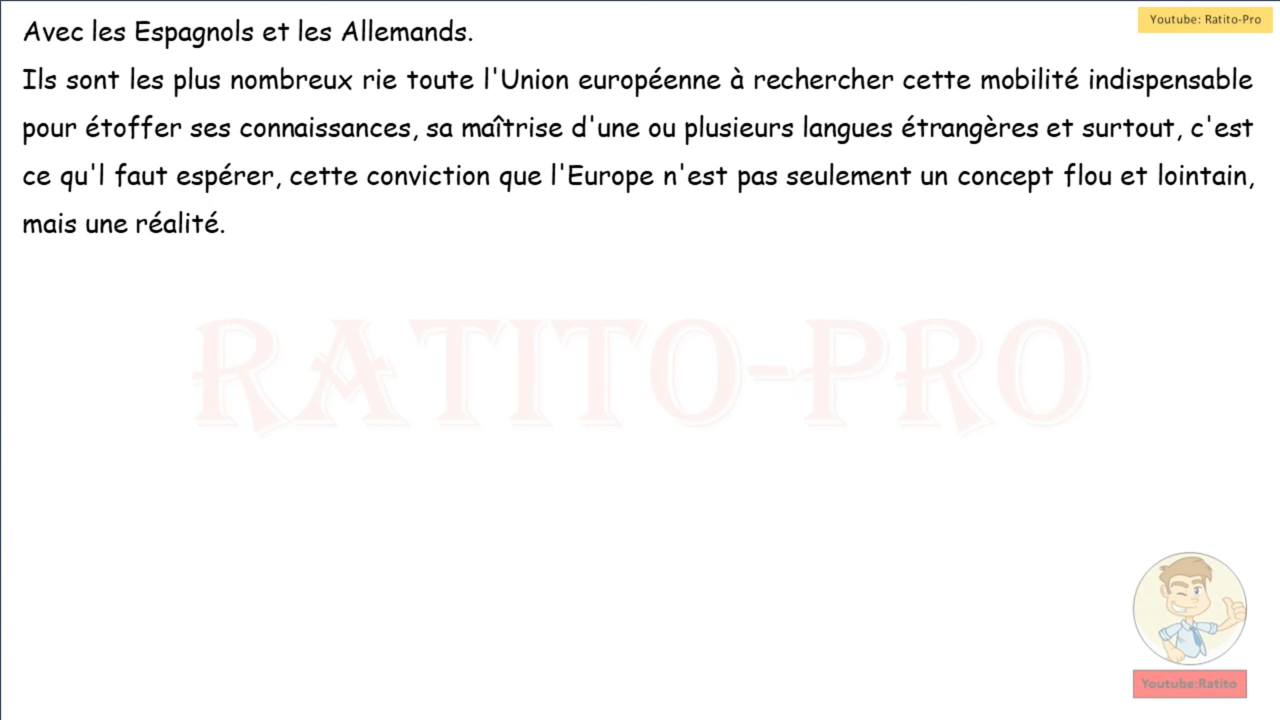 Avec les Espagnols et les Allemands.
Youtube: Ratito-Pro
Ils sont les plus nombreux rie toute l'Union européenne à rechercher cette mobilité indispensable
pour étoffer ses connaissances, sa maîtrise d'une ou plusieurs langues étrangères et surtout, c'est
ce qu'l faut espérer, cette conviction que l'Europe n'est pas seulement un concept flou et lointain,
mais une réalité.
RATITO-PRO
Youtube:Ratito